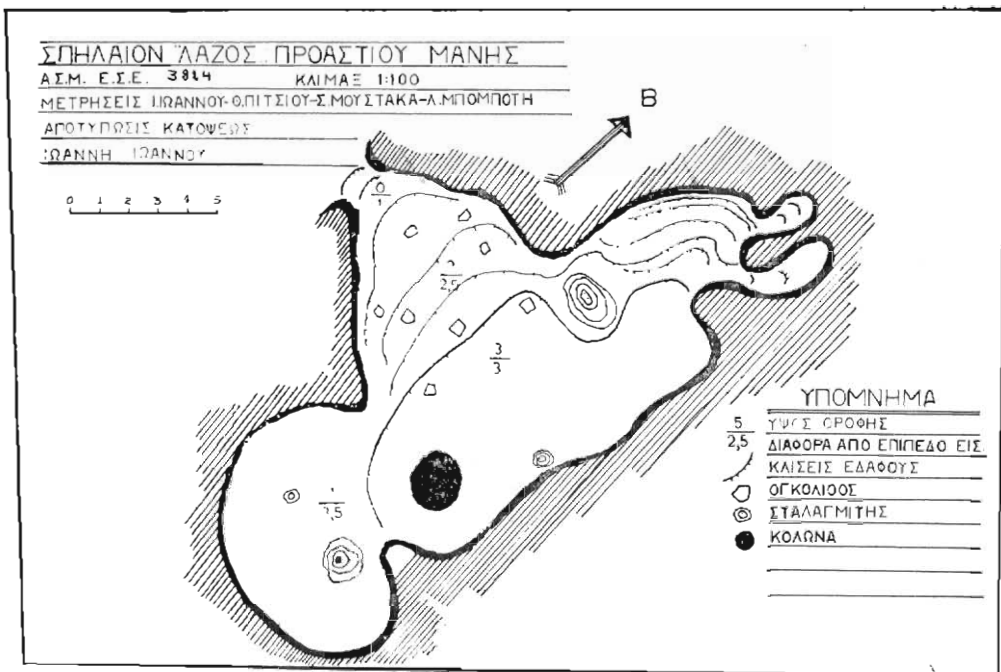 ΣΠΗΛΑΙΟΝ "ΛΑΖΟΣ" ΠΡΟΑΣΤΙΟΥ ΜΑΝΗΣ
Α.Σ.Μ. Ε.Σ.Ε. 3824 ΚΛΙΜΑΞ 1:100
ΜΕΤΡΗΣΕΙΣ Ι.ΙΩΑΝΝΟΥ-Θ.ΠΙΤΣΙΟΥ-Σ.ΜΟΥΣΤΑΚΑ-Λ.ΜΠΟΜΠΟΤΗ
ΑΠΟΤΥΠΩΣΙΣ ΚΑΤΟΨΕΩΣ
ΙΩΑΝΝΗ ΙΩΑΝΝΟΥ
0 1 2 3 4 5
Β
0
1
2,5
3
3
2,5
ΥΠΟΜΝΗΜΑ
5 ΥΨΟΣ ΟΡΟΦΗΣ
2,5 ΔΙΑΦΟΡΑ ΑΠΟ ΕΠΙΠΕΔΟ ΕΙΣ.
ΚΛΙΣΕΙΣ ΕΔΑΦΟΥΣ
ΟΓΚΟΛΙΘΟΣ
ΣΤΑΛΑΓΜΙΤΗΣ
ΚΟΛΩΝΑ